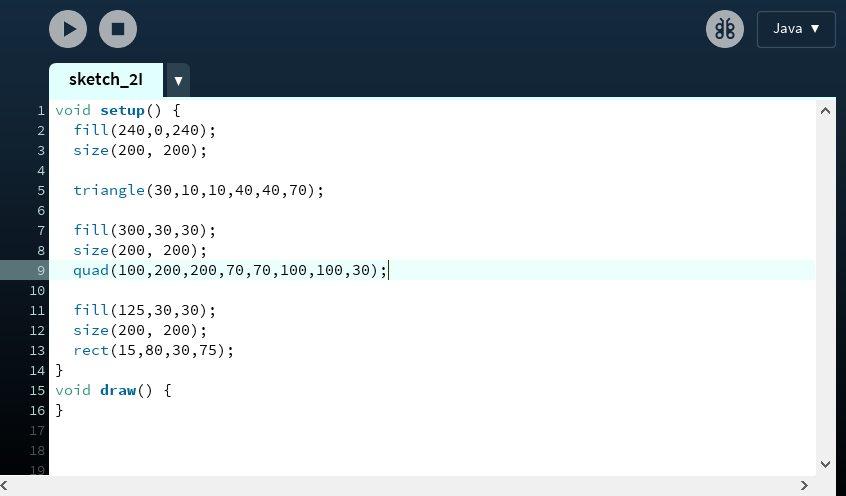 Java ▼
sketch_2l ▼
1 void setup() {
2 fill(240,0,240);
3 size(200, 200);
4
5 triangle(30,10,10,40,40,70);
6
7 fill(300,30,30);
8 size(200, 200);
9 quad(100,200,200,70,70,100,100,30);
10
11 fill(125,30,30);
12 size(200, 200);
13 rect(15,80,30,75);
14 }
15 void draw() {
16 }
17
18
19